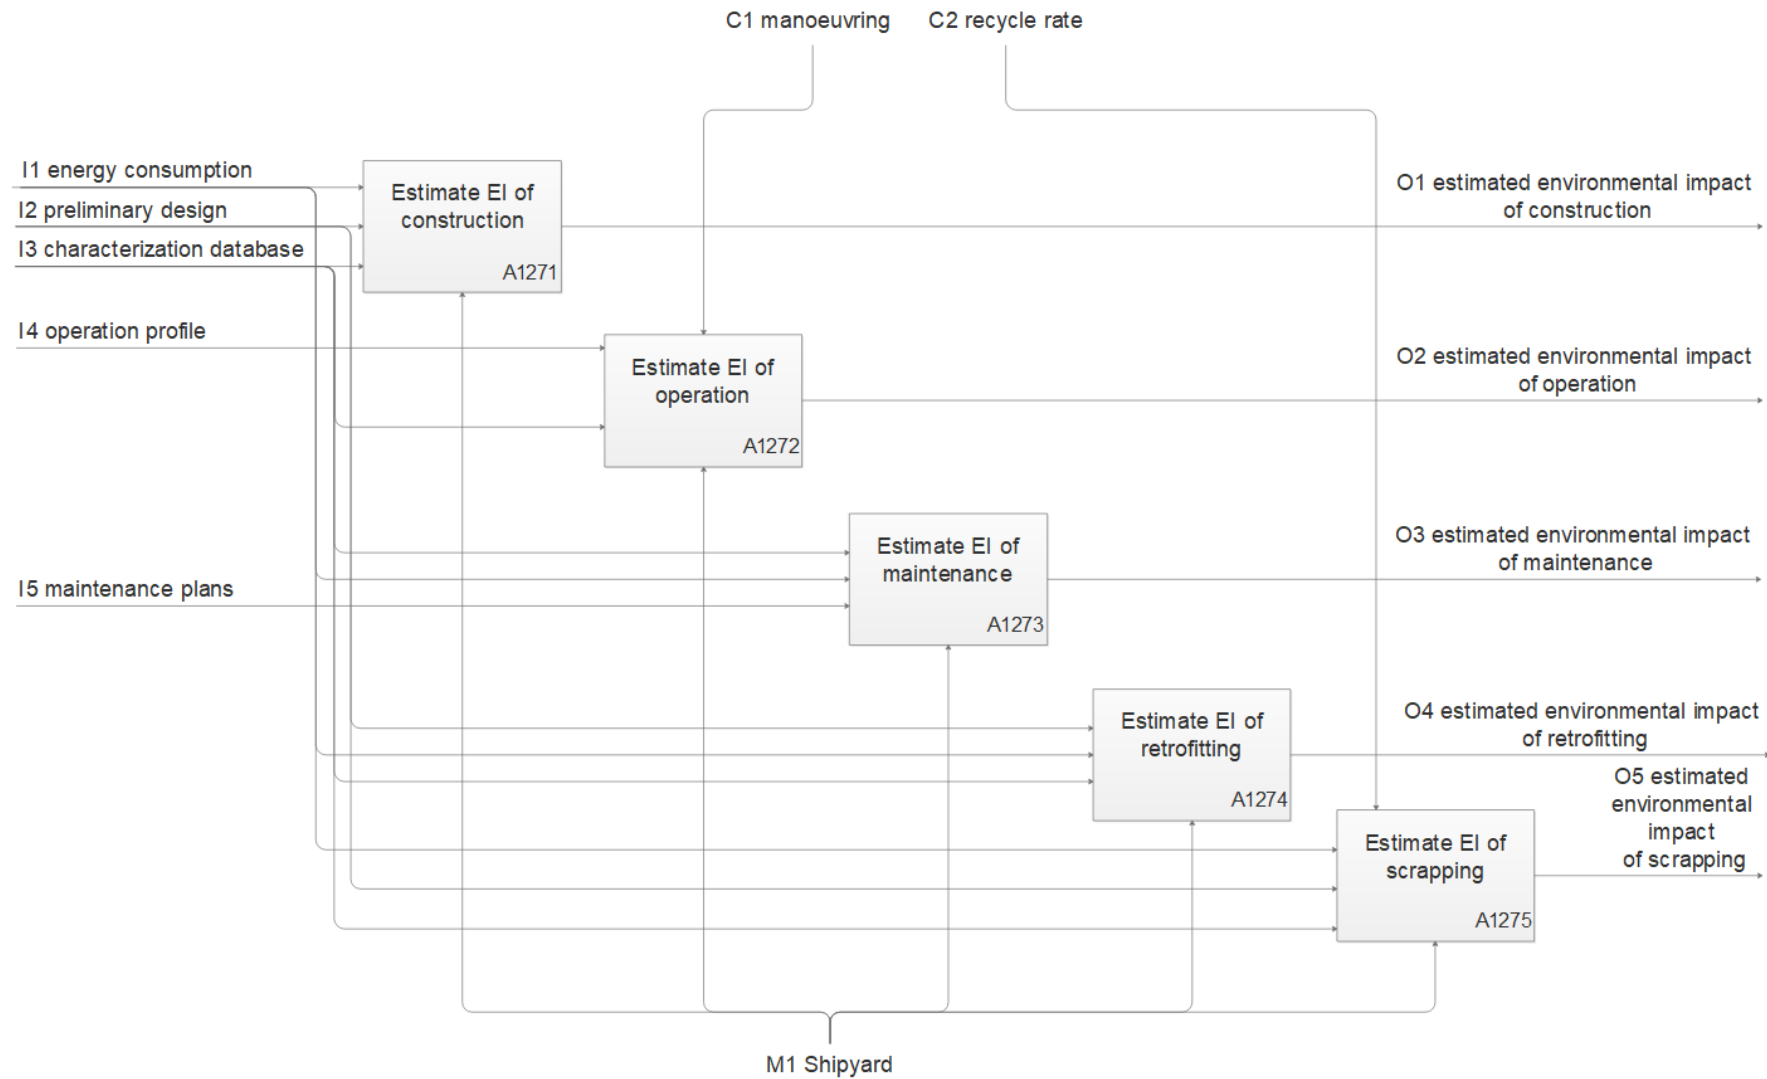 C1 manoeuvring
C2 recycle rate
I1 energy consumption
I2 preliminary design
I3 characterization database
Estimate EI of
construction
A1271
O1 estimated environmental impact
of construction
I4 operation profile
Estimate EI of
operation
A1272
O2 estimated environmental impact
of operation
I5 maintenance plans
Estimate EI of
maintenance
A1273
O3 estimated environmental impact
of maintenance
Estimate EI of
retrofitting
A1274
O4 estimated environmental impact
of retrofitting
Estimate EI of
scrapping
A1275
O5 estimated
environmental
impact
of scrapping
M1 Shipyard